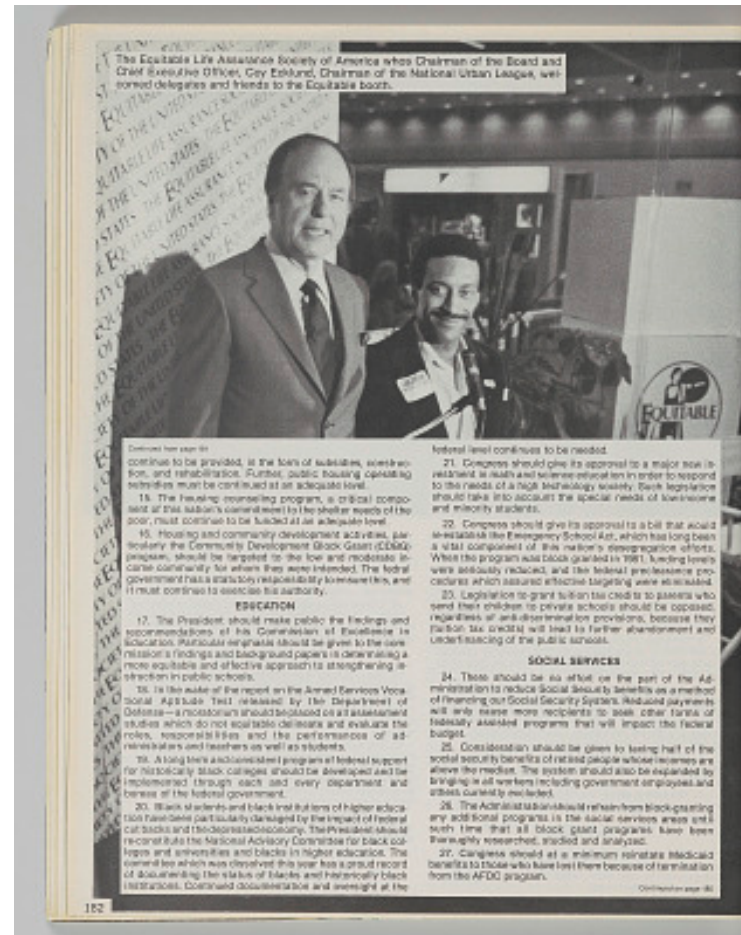 The Equitable Life Assurance Society of America whos Chairman of the Board and
Chief Executive Officer, Coy Ecklund, Chairman of the National Urban League, wel-
comed delegates and friends to the Equitable booth.
EQUITABLE
Continued from page
continue to be provided, in the form of subsidies, construc-
tion, and rehabilitation. Further, public housing operating
subsidies must be continued at an adequate level.
15. The housing counseling program, a critical compo-
nent of this nation's commitment to the shelter needs of the
poor, must continue to be funded at an adequate level.
16. Housing and community development activities, par-
ticularly the Community Development Block Grant (CDBG)
program, should be targeted to the low and moderate in-
come community for whom they were intended. The fedral
government has a statutory responsibility to ensure this, and
it must continue to exercise his authority.
EDUCATION
17. The President should make public the findings and
recommendations of his Commission of Excellence in
Education. Particular emphasis should be given to the com-
mission's findings and background papers in determining a
more equitable and effective approach to strengthening in-
struction in public schools.
18. In the wake of the report on the Armed Services Voca-
tional Aptitude Test released by the Department of
Defense—a moratorium should be placed on all assessment
studies which do not equitable delineate and evaluate the
roles, responsibilities and the performances of ad-
ministrators and teachers as well as students.
19. A long term and consistent program of federal support
for historically black colleges should be developed and be
implemented through each and every department and
bureau of the federal government.
20. Black students and black institutions of higher educa-
tion have been particularly damaged by the impact of federal
cut backs and the depressed economy. The President should
re-constitute the National Advisory Committee for black col-
leges and universities and blacks in higher education. The
committee which was dissolved this year has a proud record
of documenting the status of blacks and historically black
institutions. Continued documentation and oversight at the
federal level continues to be needed.
21. Congress should give its approval to a major new in-
vestment in math and science education in order to respond
to the needs of a high technology society. Such legislation
should take into account the special needs of low-income
and minority students.
22. Congress should give its approval to a bill that would
re-establish the Emergency School Act, which has long been
a vital component of this nation's desegregation efforts.
When the program was block granted in 1981, funding levels
were seriously reduced, and the federal preclearance pro-
cedures which assured effective targeting were eliminated.
23. Legislation to grant tuition tax credits to parents who
send their children to private schools should be opposed,
regardless of anti-discrimination provisions, because they
(tuition tax credits) will lead to further abandonment and
underfinancing of the public schools.
SOCIAL SERVICES
24. There should be no effort on the part of the Ad-
ministration to reduce Social Security benefits as a method
of financing our Social Security System. Reduced payments
will only cause more recipients to seek other forms of
federally assisted programs that will impact the federal
budget.
25. Consideration should be given to taxing half of the
social security benefits of retired people whose incomes are
above the median. The system should also be expanded by
bringing in all workers including government employees and
others currently excluded.
26. The Administration should refrain from block-granting
any additional programs in the social services areas until
such time that all block grant programs have been
thoroughly researched, studied and analyzed.
27. Congress should at a minimum reinstate Medicaid
benefits to those who have lost them because of termination
from the AFDC program.
Continued on page
182